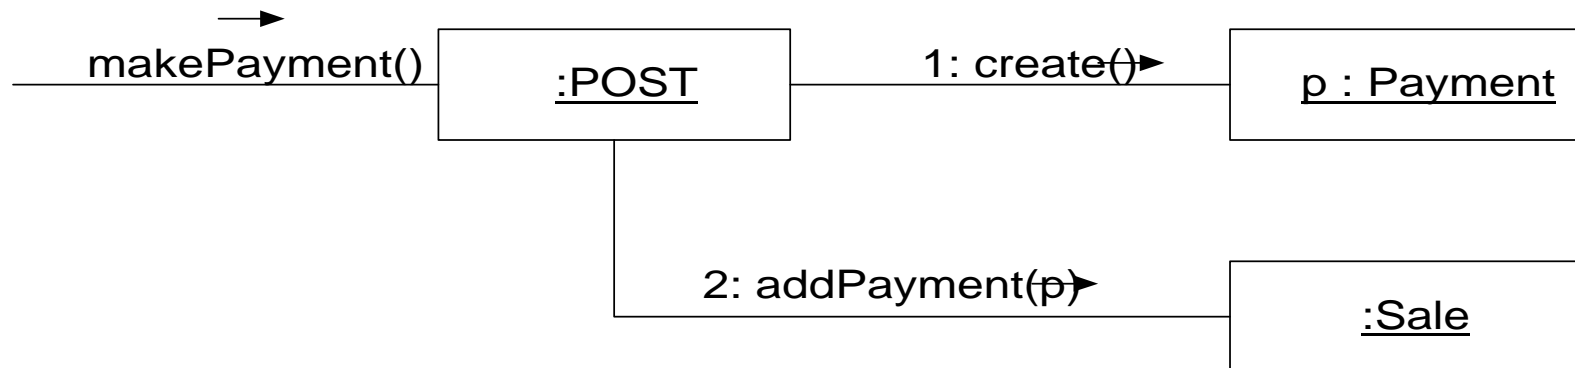 makePayment()
:POST
1: create()
p : Payment
2: addPayment(p)
:Sale